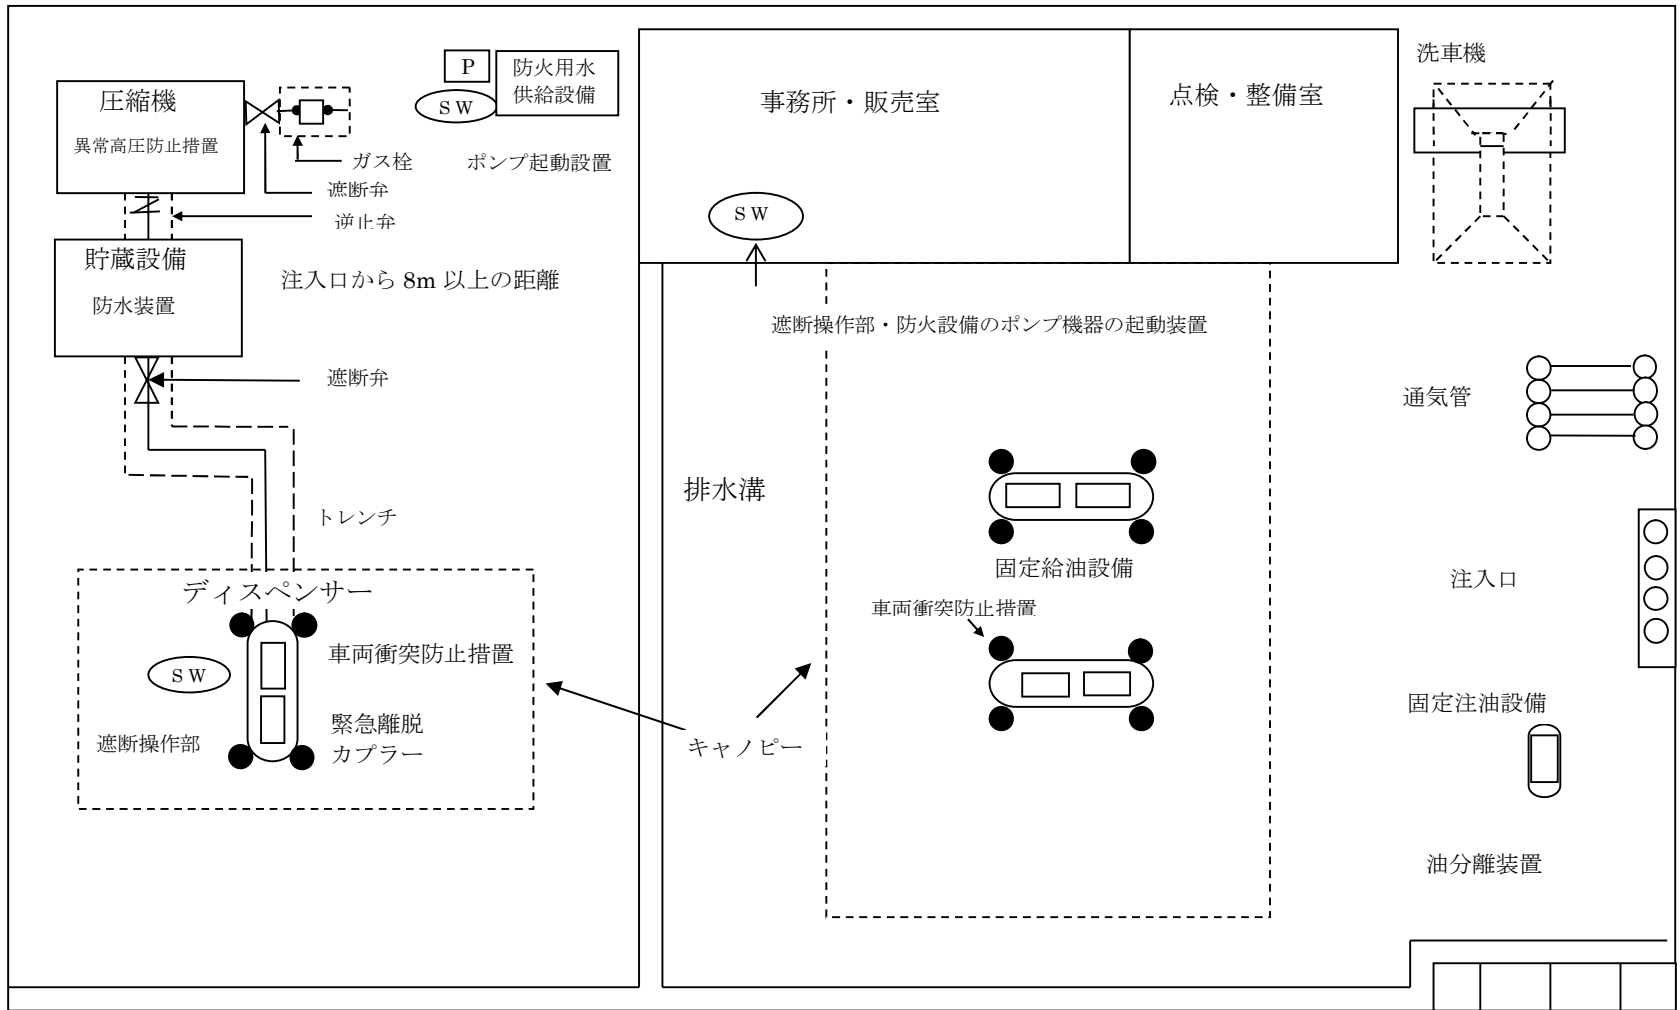 圧縮機
異常高圧防止措置
P
防火用水
供給設備
SW
ポンプ起動設置
ガス栓
遮断弁
逆止弁
貯蔵設備
防水装置
注入口から 8m 以上の距離
遮断弁
トレンチ
ディスペンサー
車両衝突防止措置
SW
遮断操作部
緊急離脱
カプラー
事務所・販売室
点検・整備室
SW
遮断操作部・防火設備のポンプ機器の起動装置
排水溝
固定給油設備
車両衝突防止措置
キャノピー
洗車機
通気管
注入口
固定注油設備
油分離装置